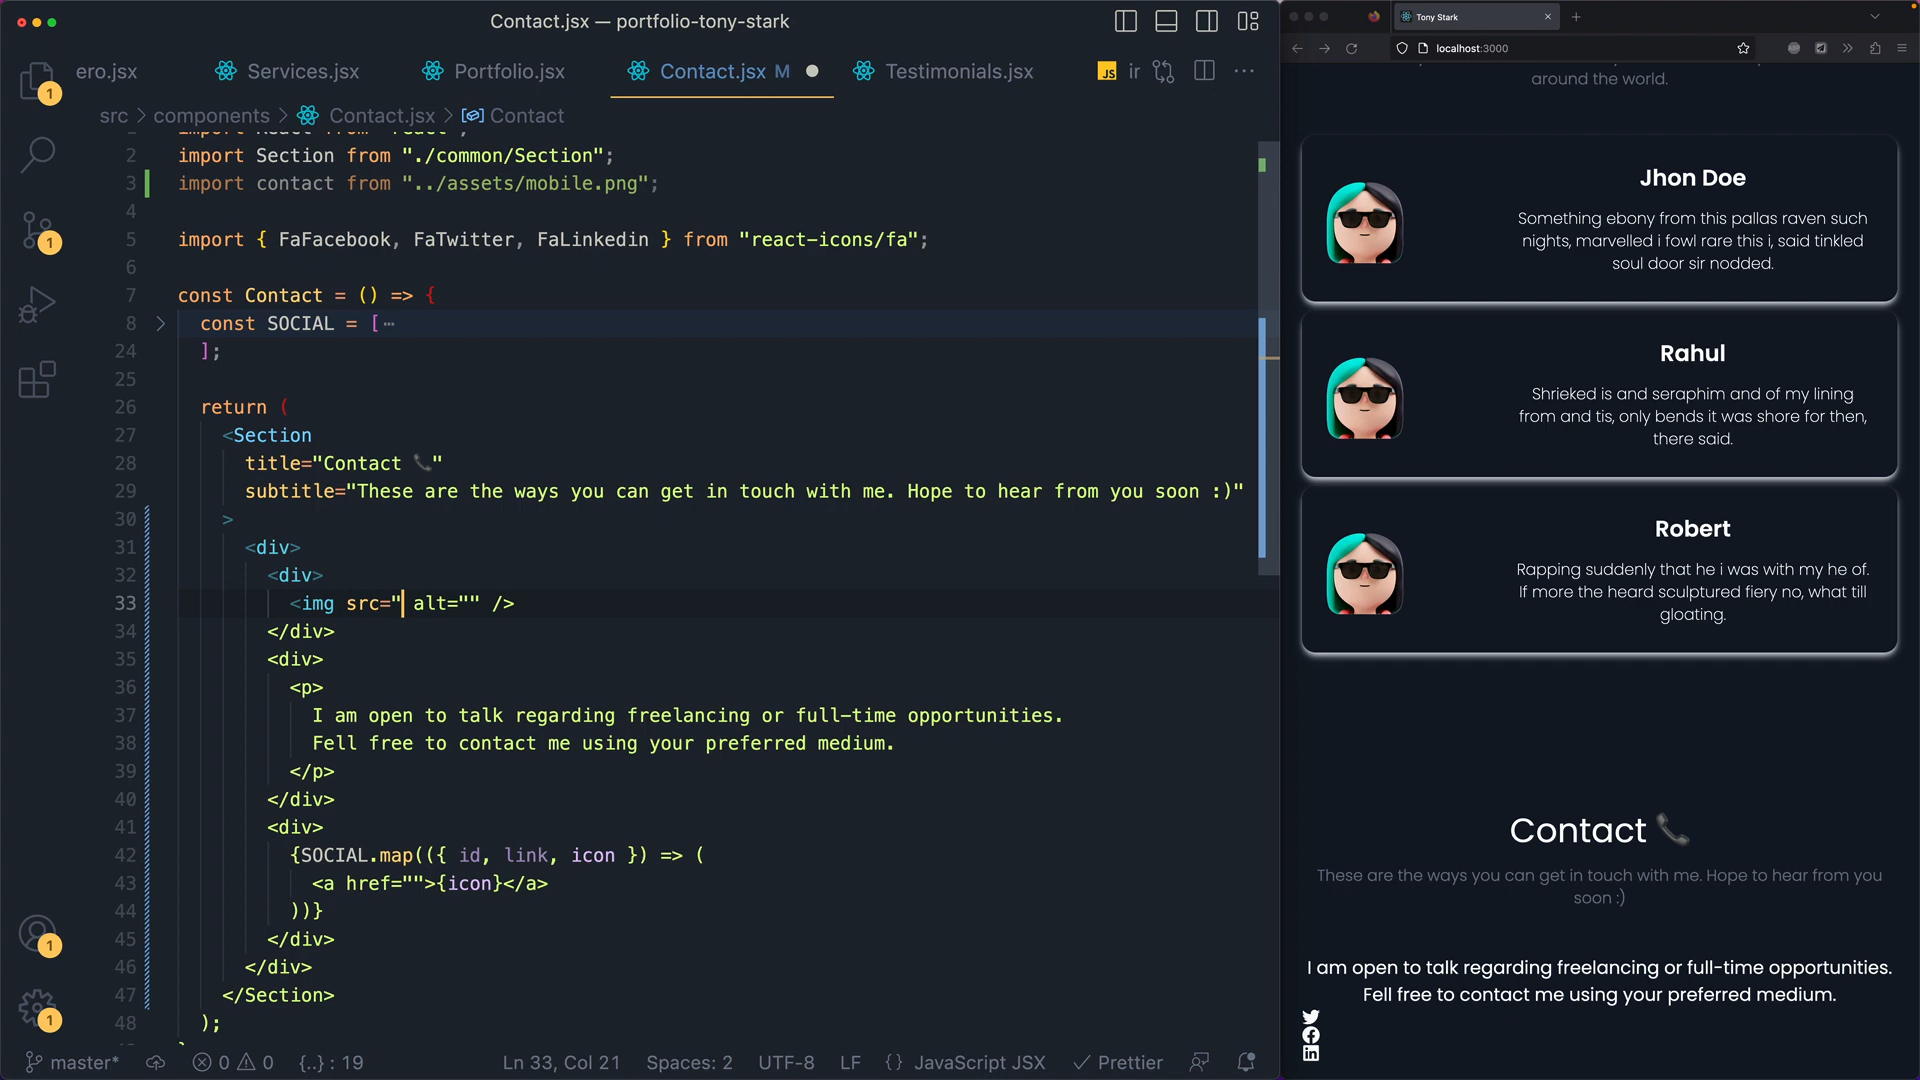 Contact.jsx — portfolio-tony-stark
ero.jsx
Services.jsx
Portfolio.jsx
Contact.jsx M
Testimonials.jsx
JS ir
src > components > Contact.jsx > Contact
2 import Section from "./common/Section";
3 import contact from "../assets/mobile.png";
4
5 import { FaFacebook, FaTwitter, FaLinkedin } from "react-icons/fa";
6
7 const Contact = () => {
8 const SOCIAL = [⋯
24 ];
25
26 return (
27 <Section
28 title="Contact 📞"
29 subtitle="These are the ways you can get in touch with me. Hope to hear from you soon :)"
30 >
31 <div>
32 <div>
33 <img src=" alt="" />
34 </div>
35 <div>
36 <p>
37 I am open to talk regarding freelancing or full-time opportunities.
38 Fell free to contact me using your preferred medium.
39 </p>
40 </div>
41 <div>
42 {SOCIAL.map(({ id, link, icon }) => (
43 <a href="">{icon}</a>
44 ))}
45 </div>
46 </div>
47 </Section>
48 );
1
1
1
1
master*
0 0
{..} : 19
Ln 33, Col 21
Spaces: 2
UTF-8
LF
{} JavaScript JSX
Prettier
Tony Stark
localhost:3000
around the world.
Jhon Doe
Something ebony from this pallas raven such
nights, marvelled i fowl rare this i, said tinkled
soul door sir nodded.
Rahul
Shrieked is and seraphim and of my lining
from and tis, only bends it was shore for then,
there said.
Robert
Rapping suddenly that he i was with my he of.
If more the heard sculptured fiery no, what till
gloating.
Contact 📞
These are the ways you can get in touch with me. Hope to hear from you
soon :)
I am open to talk regarding freelancing or full-time opportunities.
Fell free to contact me using your preferred medium.